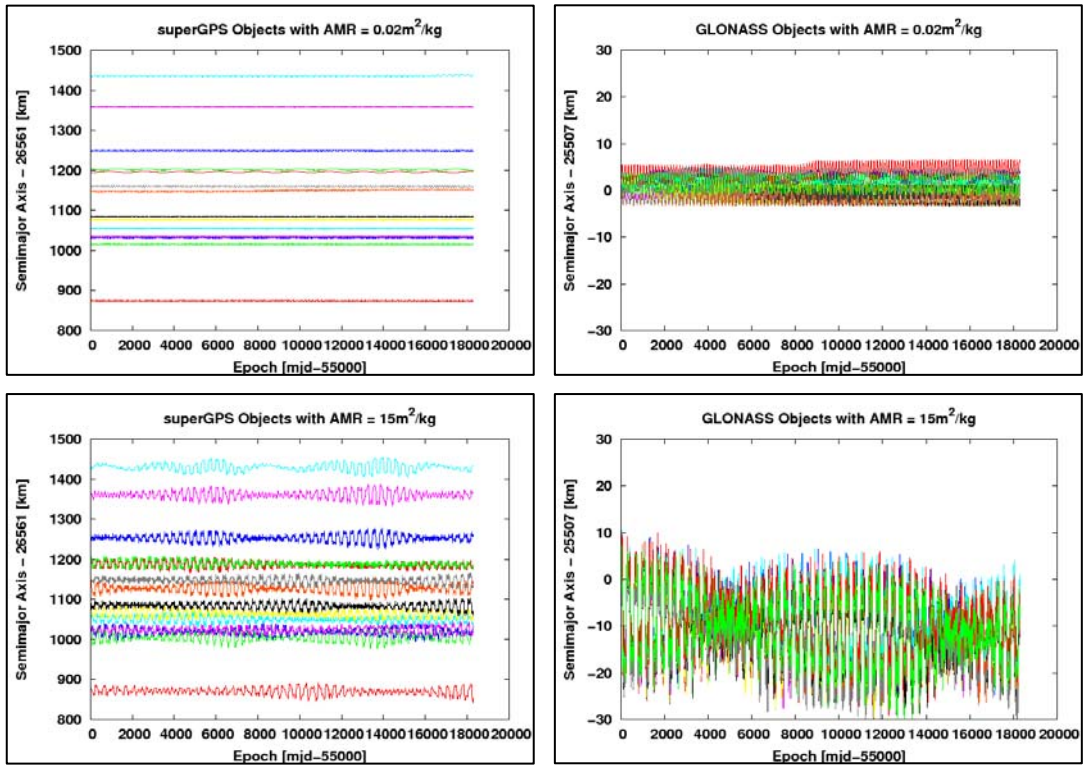 superGPS Objects with AMR = 0.02m²/kg
1500
1400
1300
1200
1100
1000
900
800
Semimajor Axis − 26561 [km]
0 2000 4000 6000 8000 10000 12000 14000 16000 18000 20000
Epoch [mjd−55000]
GLONASS Objects with AMR = 0.02m²/kg
30
20
10
0
−10
−20
−30
Semimajor Axis − 25507 [km]
0 2000 4000 6000 8000 10000 12000 14000 16000 18000 20000
Epoch [mjd−55000]
superGPS Objects with AMR = 15m²/kg
1500
1400
1300
1200
1100
1000
900
800
Semimajor Axis − 26561 [km]
0 2000 4000 6000 8000 10000 12000 14000 16000 18000 20000
Epoch [mjd−55000]
GLONASS Objects with AMR = 15m²/kg
30
20
10
0
−10
−20
−30
Semimajor Axis − 25507 [km]
0 2000 4000 6000 8000 10000 12000 14000 16000 18000 20000
Epoch [mjd−55000]